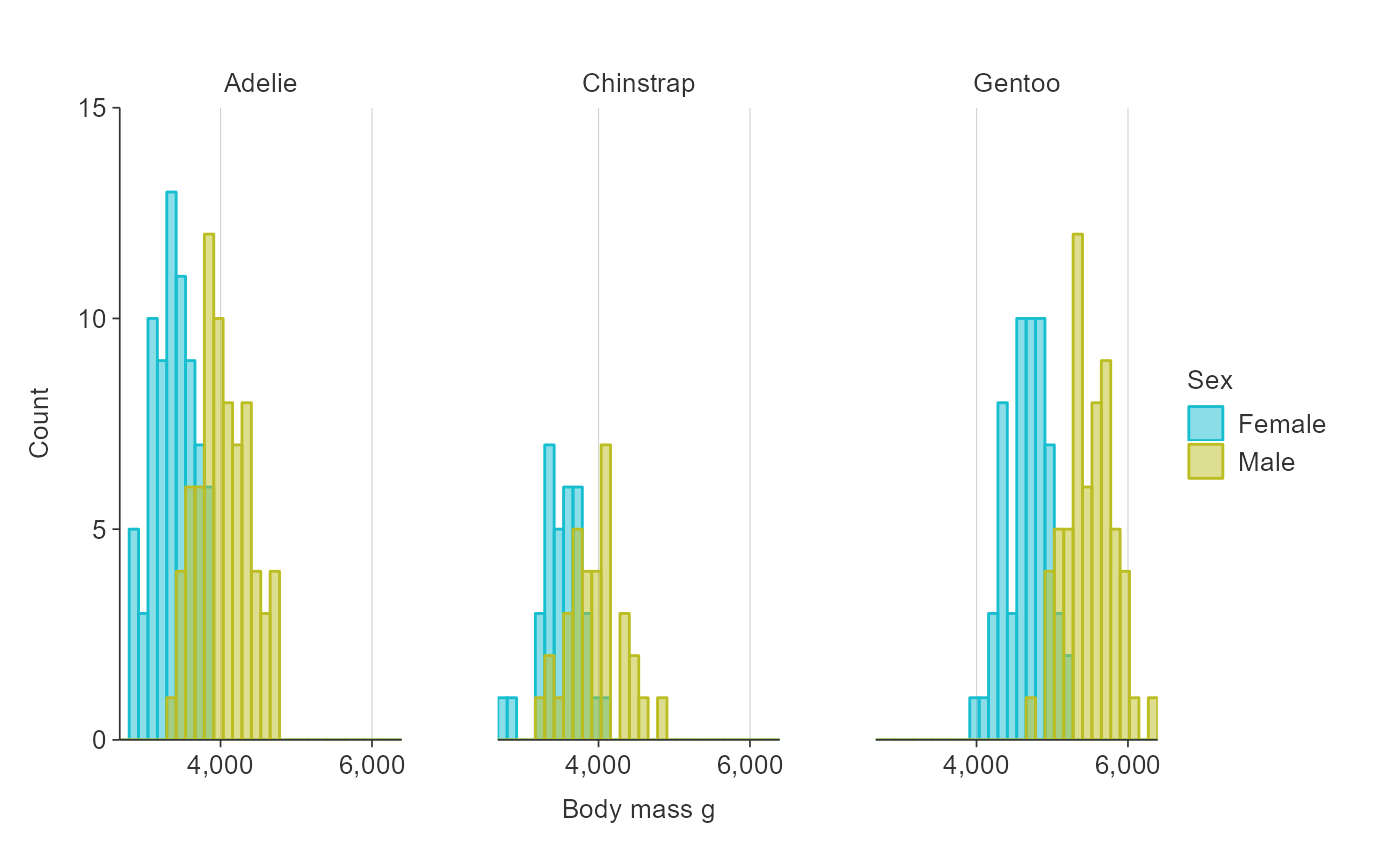 Adelie
Chinstrap
Gentoo
15
10
5
0
Count
4,000
6,000
4,000
6,000
4,000
6,000
Body mass g
Sex
Female
Male